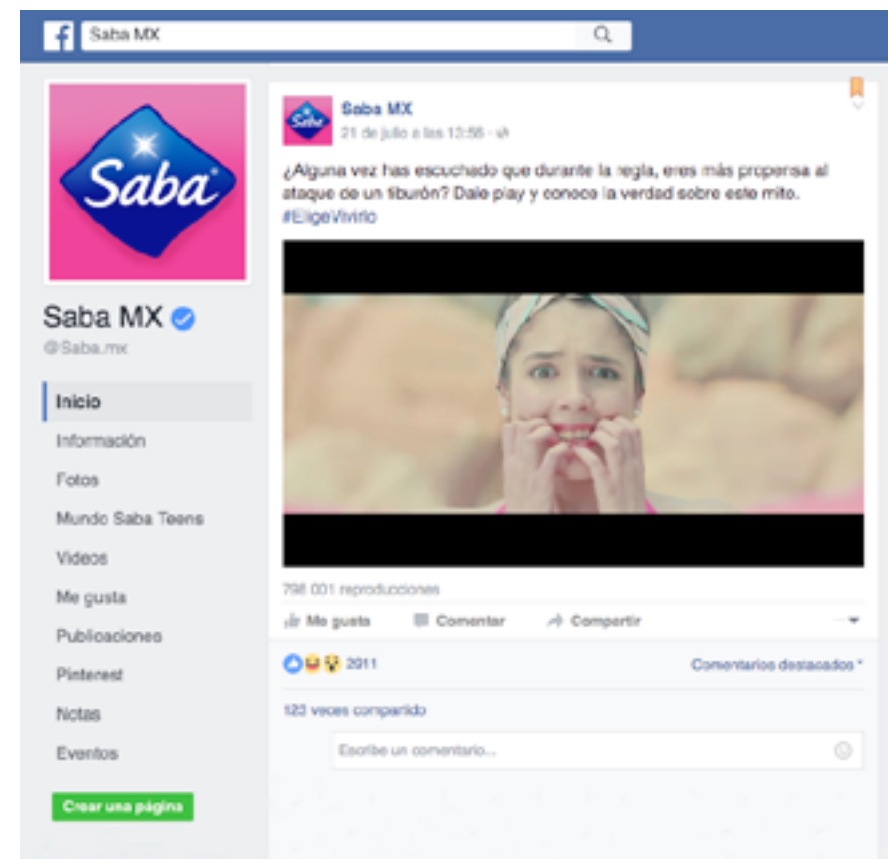 f Saba MX
Saba
Saba MX
@Saba.mx
Inicio
Información
Fotos
Mundo Saba Teens
Videos
Me gusta
Publicaciones
Pinterest
Notas
Eventos
Crear una página
Saba
Saba MX
21 de julio a las 13:56 ·
¿Alguna vez has escuchado que durante la regla, eres más propensa al
ataque de un tiburón? Dale play y conoce la verdad sobre este mito.
#EligeVivirlo
798 001 reproducciones
Me gusta Comentar Compartir
2011 Comentarios destacados
123 veces compartido
Escribe un comentario...